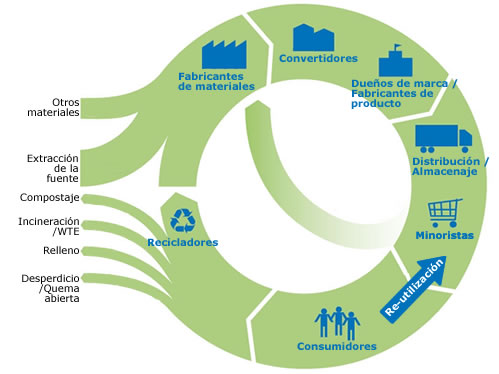 Otros
materiales
Extracción
de la
fuente
Compostaje
Incineración
/WTE
Relleno
Desperdicio
/Quema
abierta
Fabricantes
de materiales
Convertidores
Dueños de marca /
Fabricantes de
producto
Distribución /
Almacenaje
Minoristas
Re-utilización
Consumidores
Recicladores